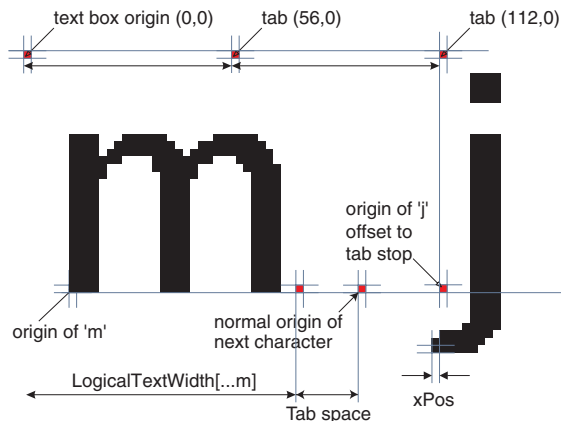 text box origin (0,0)
tab (56,0)
tab (112,0)
origin of 'j'
offset to
tab stop
origin of 'm'
normal origin of
next character
LogicalTextWidth[...m]
Tab space
xPos
mj